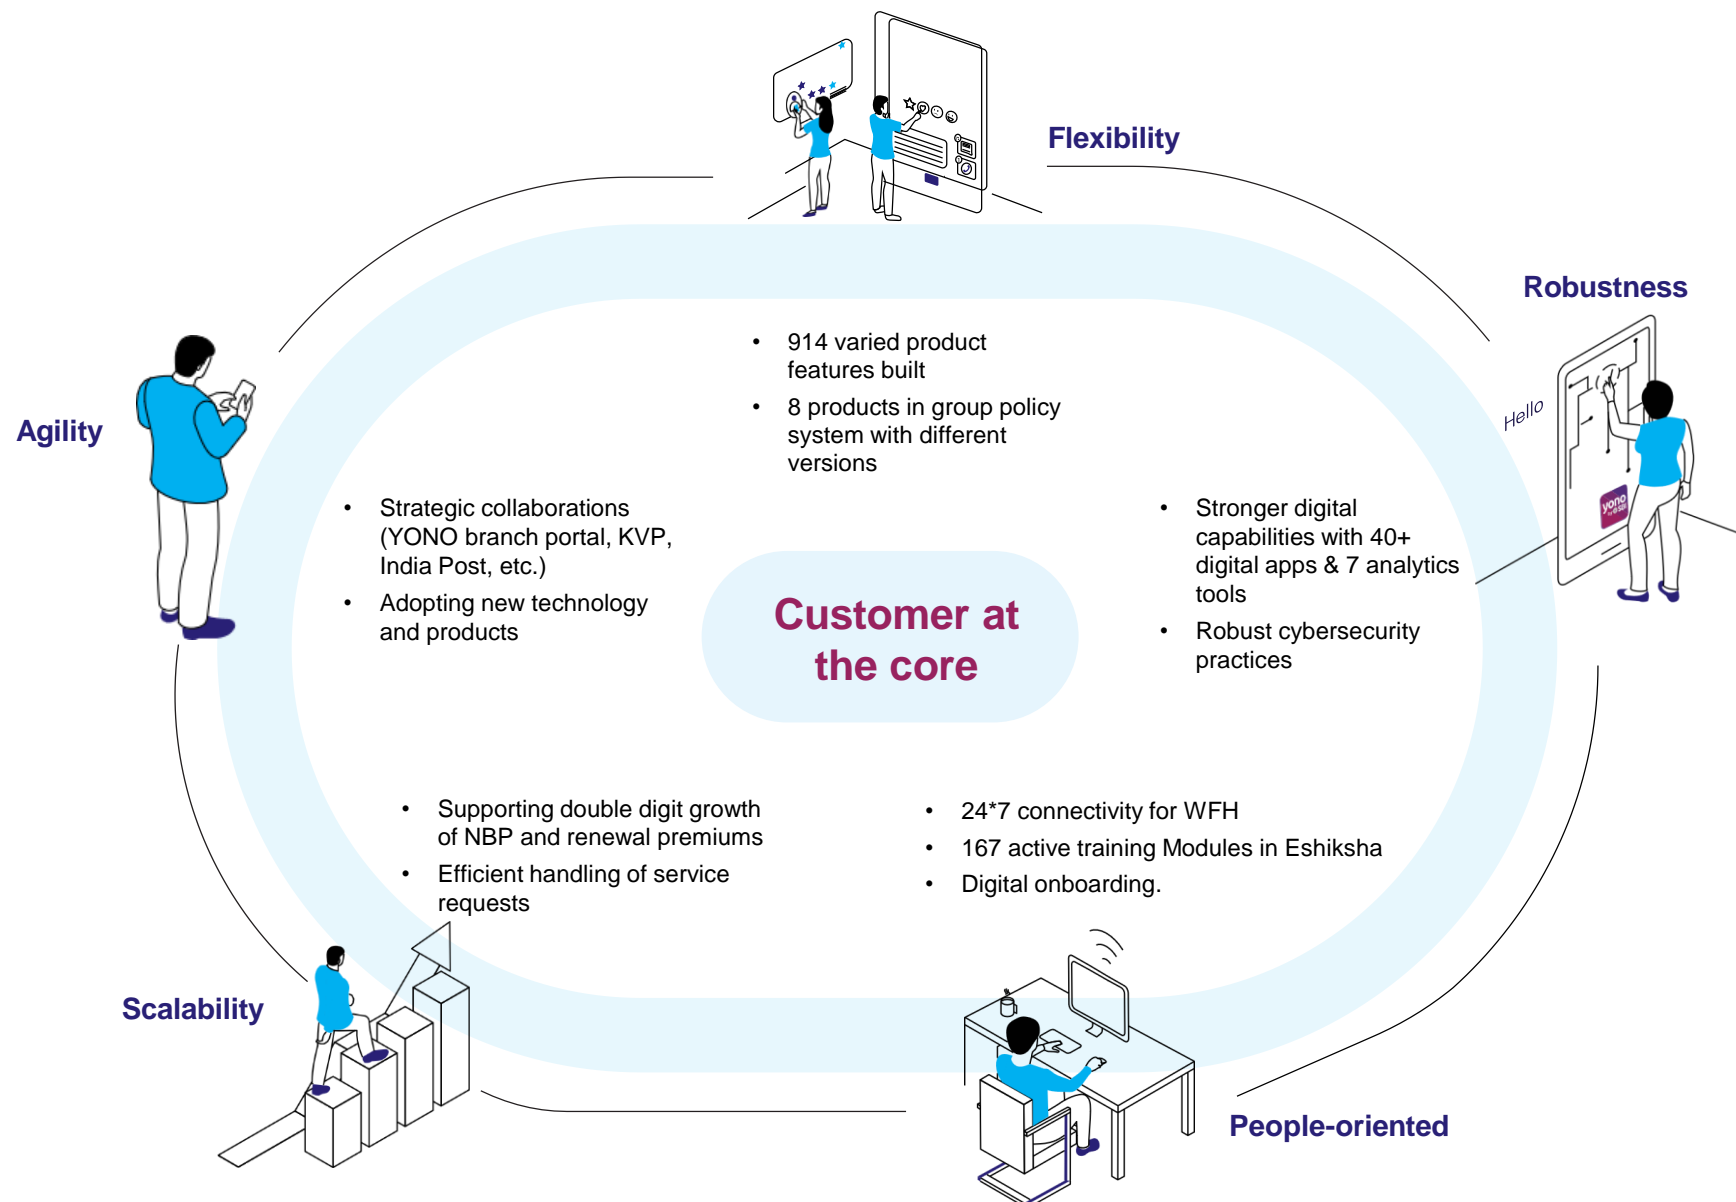 Flexibility
Robustness
• 914 varied product
features built
• 8 products in group policy
system with different
versions
Agility
Hello
• Strategic collaborations
(YONO branch portal, KVP,
India Post, etc.)
• Adopting new technology
and products
• Stronger digital
capabilities with 40+
digital apps & 7 analytics
tools
• Robust cybersecurity
practices
yono
SBI
Customer at
the core
• Supporting double digit growth
of NBP and renewal premiums
• Efficient handling of service
requests
• 24*7 connectivity for WFH
• 167 active training Modules in Eshiksha
• Digital onboarding.
Scalability
People-oriented